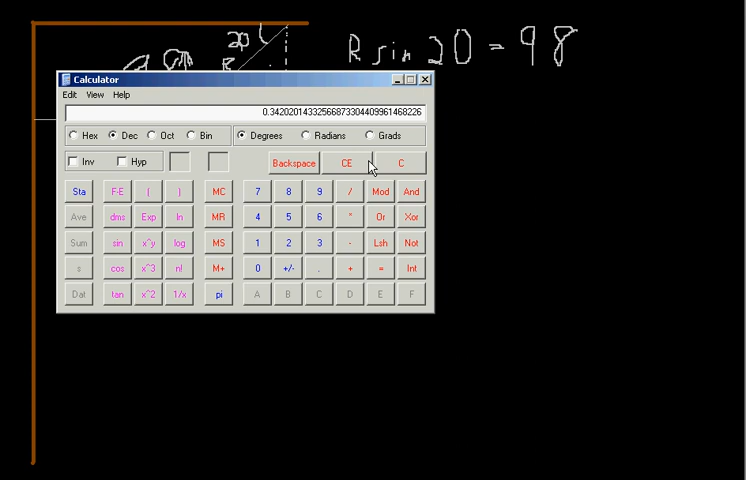 20
R sin 20 = 98
R
Calculator
Edit View Help
0.34202014332566873304409961468226
Hex Dec Oct Bin Degrees Radians Grads
Inv Hyp Backspace CE C
Sta F-E ( ) MC 7 8 9 / Mod And
Ave dms Exp ln MR 4 5 6 * Or Xor
Sum sin x^y log MS 1 2 3 - Lsh Not
s cos x^3 n! M+ 0 +/- . + = Int
Dat tan x^2 1/x pi A B C D E F